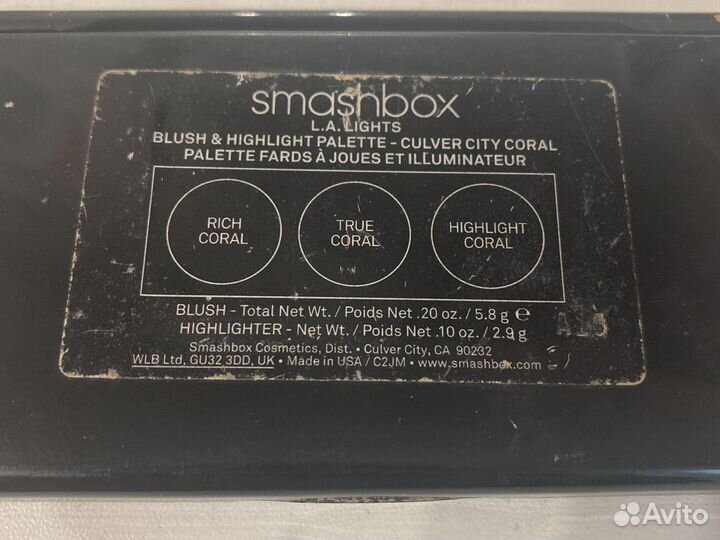 smashbox
L.A. LIGHTS
BLUSH & HIGHLIGHT PALETTE - CULVER CITY CORAL
PALETTE FARDS À JOUES ET ILLUMINATEUR
RICH
CORAL
TRUE
CORAL
HIGHLIGHT
CORAL
BLUSH - Total Net Wt. / Poids Net .20 oz. / 5.8 g ℮
HIGHLIGHTER - Net Wt. / Poids Net .10 oz. / 2.9 g
Smashbox Cosmetics, Dist. • Culver City, CA 90232
WLB Ltd, GU32 3DD, UK • Made in USA / C2JM • www.smashbox.com
Avito